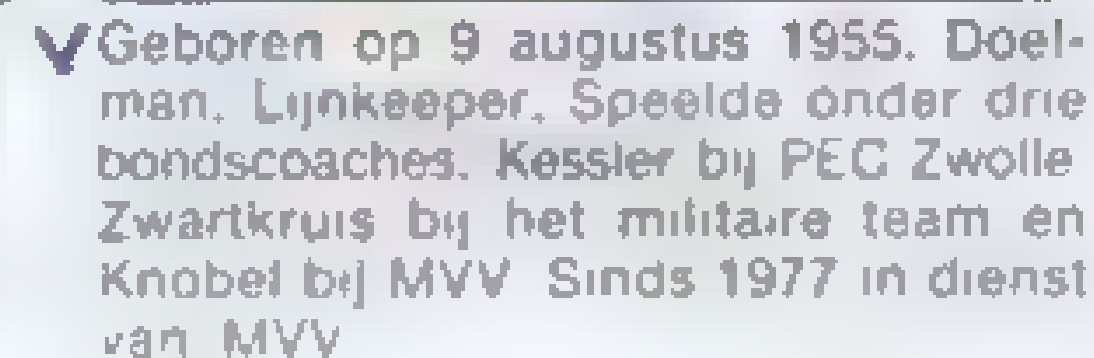 Geboren op 9 augustus 1955. Doel-
man. Lijnkeeper. Speelde onder drie
bondscoaches. Kessler bij PEC Zwolle
Zwartkruis bij het militaire team en
Knobel bij MVV Sinds 1977 in dienst
van MVV